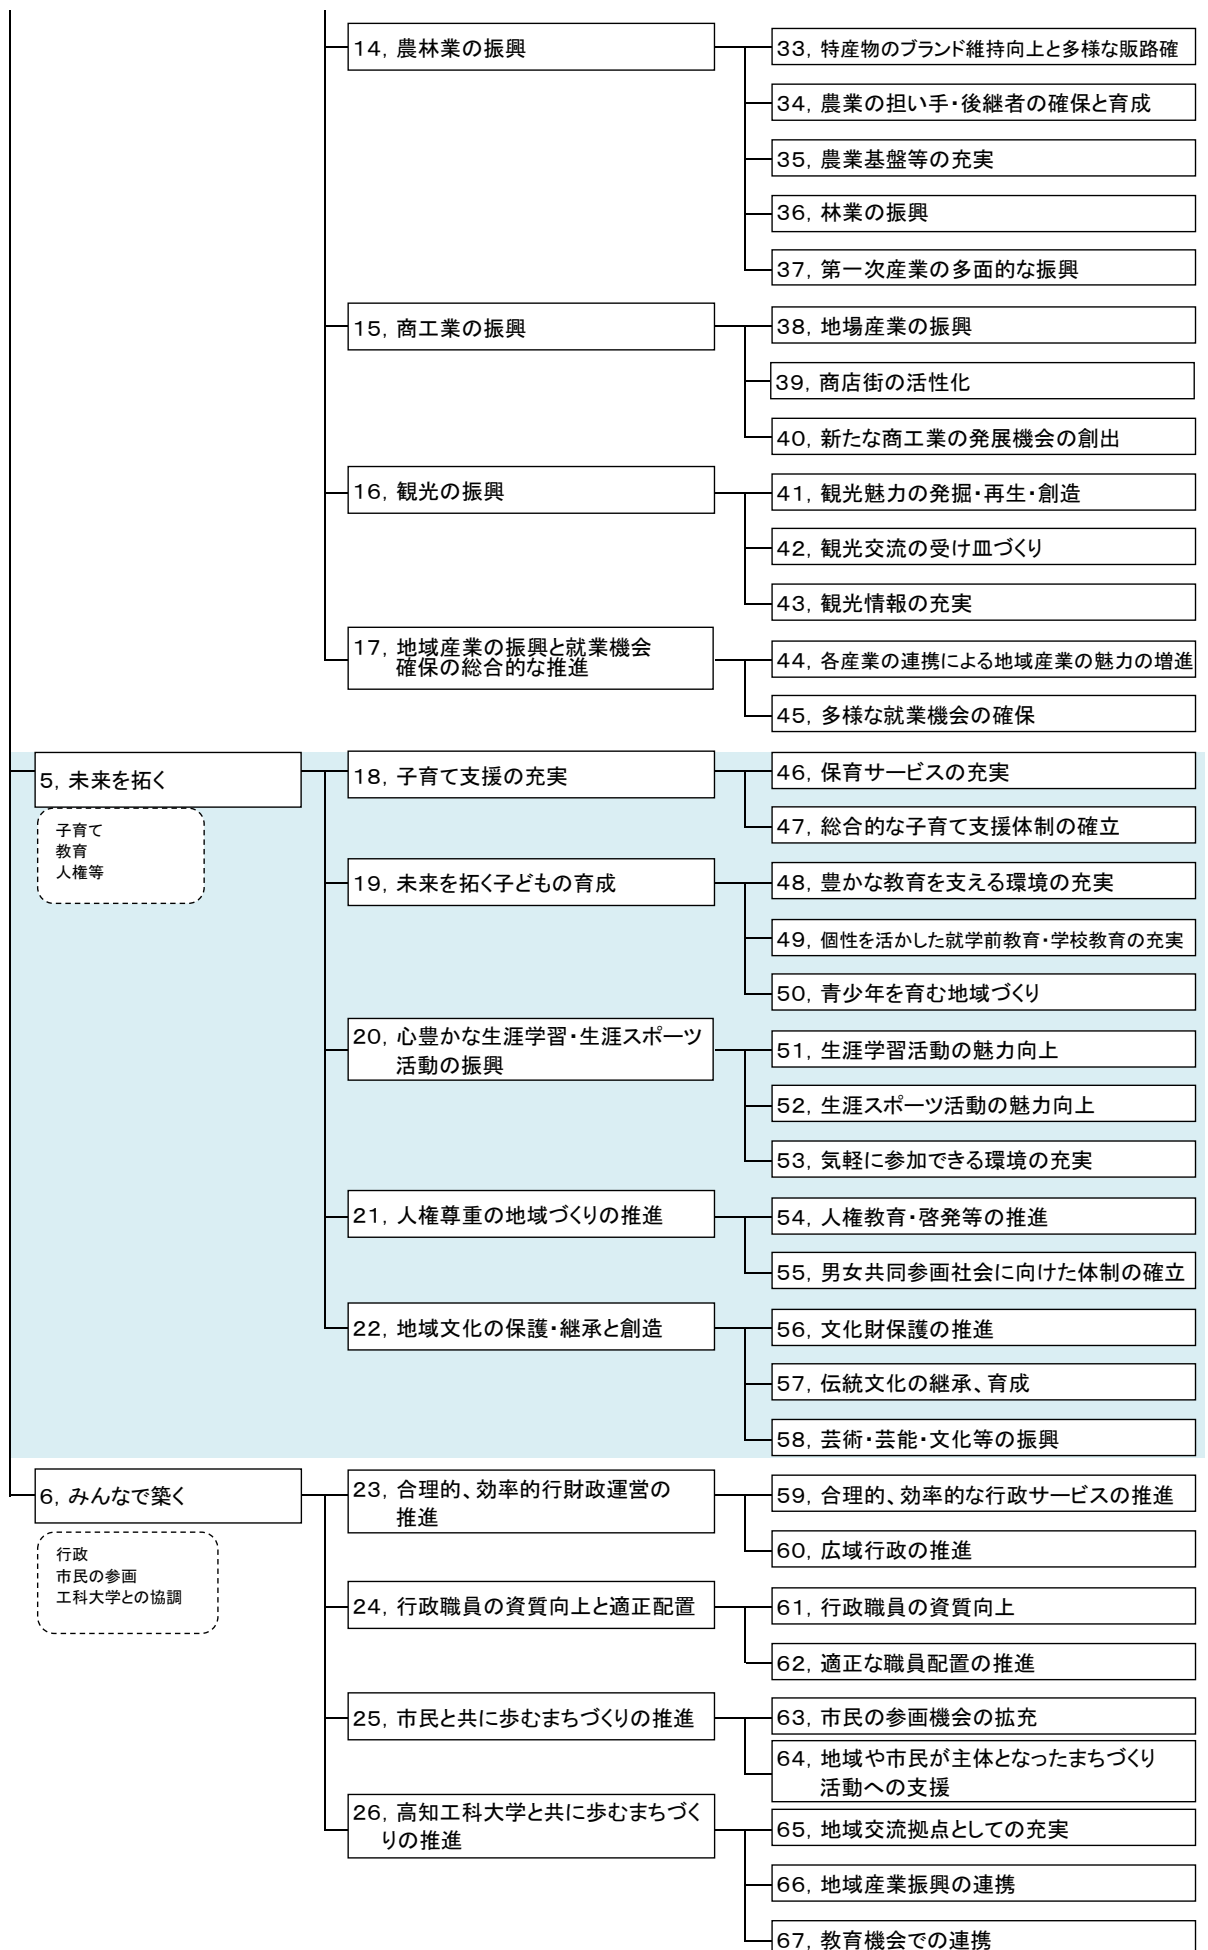 14, 農林業の振興
33, 特産物のブランド維持向上と多様な販路確
34, 農業の担い手・後継者の確保と育成
35, 農業基盤等の充実
36, 林業の振興
37, 第一次産業の多面的な振興
15, 商工業の振興
38, 地場産業の振興
39, 商店街の活性化
40, 新たな商工業の発展機会の創出
16, 観光の振興
41, 観光魅力の発掘・再生・創造
42, 観光交流の受け皿づくり
43, 観光情報の充実
17, 地域産業の振興と就業機会
確保の総合的な推進
44, 各産業の連携による地域産業の魅力の増進
45, 多様な就業機会の確保
5, 未来を拓く
子育て
教育
人権等
18, 子育て支援の充実
46, 保育サービスの充実
47, 総合的な子育て支援体制の確立
19, 未来を拓く子どもの育成
48, 豊かな教育を支える環境の充実
49, 個性を活かした就学前教育・学校教育の充実
50, 青少年を育む地域づくり
20, 心豊かな生涯学習・生涯スポーツ
活動の振興
51, 生涯学習活動の魅力向上
52, 生涯スポーツ活動の魅力向上
53, 気軽に参加できる環境の充実
21, 人権尊重の地域づくりの推進
54, 人権教育・啓発等の推進
55, 男女共同参画社会に向けた体制の確立
22, 地域文化の保護・継承と創造
56, 文化財保護の推進
57, 伝統文化の継承、育成
58, 芸術・芸能・文化等の振興
6, みんなで築く
行政
市民の参画
工科大学との協調
23, 合理的、効率的行財政運営の
推進
59, 合理的、効率的な行政サービスの推進
60, 広域行政の推進
24, 行政職員の資質向上と適正配置
61, 行政職員の資質向上
62, 適正な職員配置の推進
25, 市民と共に歩むまちづくりの推進
63, 市民の参画機会の拡充
64, 地域や市民が主体となったまちづくり
活動への支援
26, 高知工科大学と共に歩むまちづく
りの推進
65, 地域交流拠点としての充実
66, 地域産業振興の連携
67, 教育機会での連携